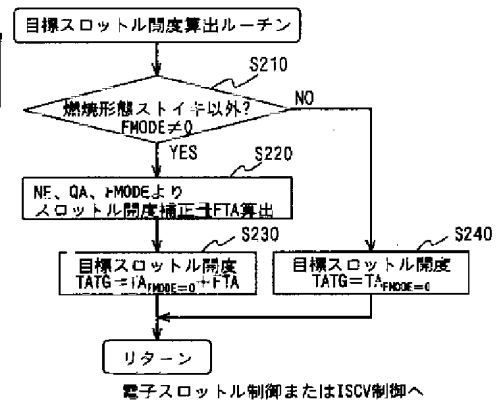 目標スロットル開度算出ルーチン
S210
燃焼形態ストイキ以外?
FMODE≠0
NO
YES
S220
NE、QA、FMODEより
スロットル開度補正量FTA算出
S230
目標スロットル開度
TATG=TA FMODE=0 +FTA
S240
目標スロットル開度
TATG=TA FMODE=0
リターン
電子スロットル制御またはISCV制御へ